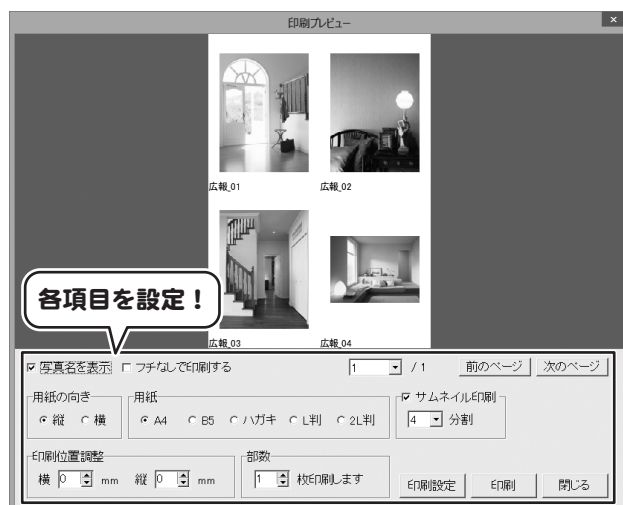 印刷プレビュー
×
広報_01 広報_02
各項目を設定！
広報_03 広報_04
写真名を表示 フチなしで印刷する 1 / 1 前のページ 次のページ
用紙の向き 用紙 サムネイル印刷
縦 横 A4 B5 ハガキ L判 2L判 4 分割
印刷位置調整 部数
横 0 mm 縦 0 mm 1 枚印刷します 印刷設定 印刷 閉じる